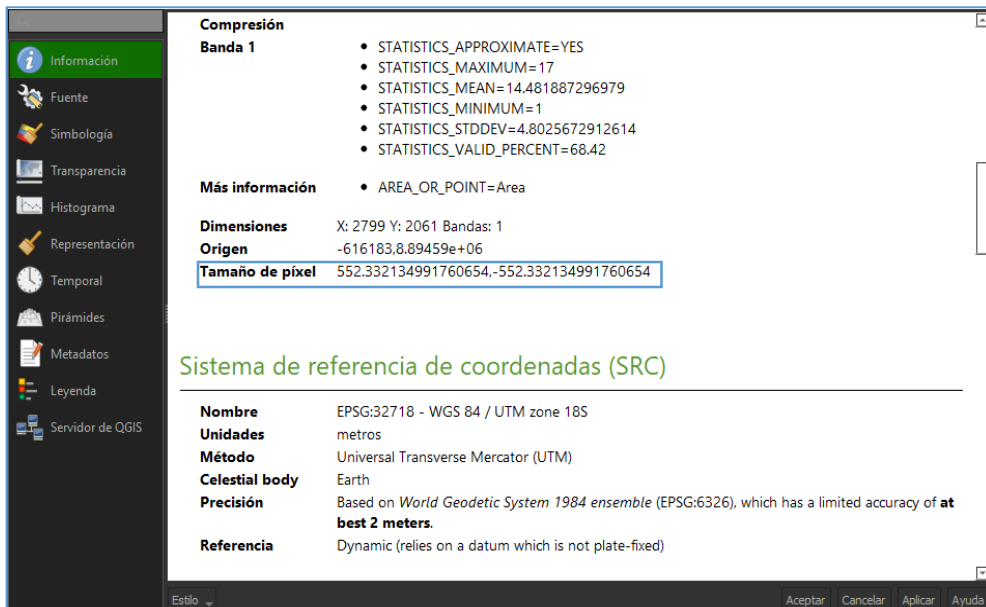 Información
Fuente
Simbología
Transparencia
Histograma
Representación
Temporal
Pirámides
Metadatos
Leyenda
Servidor de QGIS
Compresión
Banda 1
• STATISTICS_APPROXIMATE=YES
• STATISTICS_MAXIMUM=17
• STATISTICS_MEAN=14.481887296979
• STATISTICS_MINIMUM=1
• STATISTICS_STDDEV=4.8025672912614
• STATISTICS_VALID_PERCENT=68.42
Más información • AREA_OR_POINT=Area
Dimensiones X: 2799 Y: 2061 Bandas: 1
Origen -616183,8.89459e+06
Tamaño de píxel 552.332134991760654,-552.332134991760654
Sistema de referencia de coordenadas (SRC)
Nombre EPSG:32718 - WGS 84 / UTM zone 18S
Unidades metros
Método Universal Transverse Mercator (UTM)
Celestial body Earth
Precisión Based on World Geodetic System 1984 ensemble (EPSG:6326), which has a limited accuracy of at
best 2 meters.
Referencia Dynamic (relies on a datum which is not plate-fixed)
Estilo Aceptar Cancelar Aplicar Ayuda